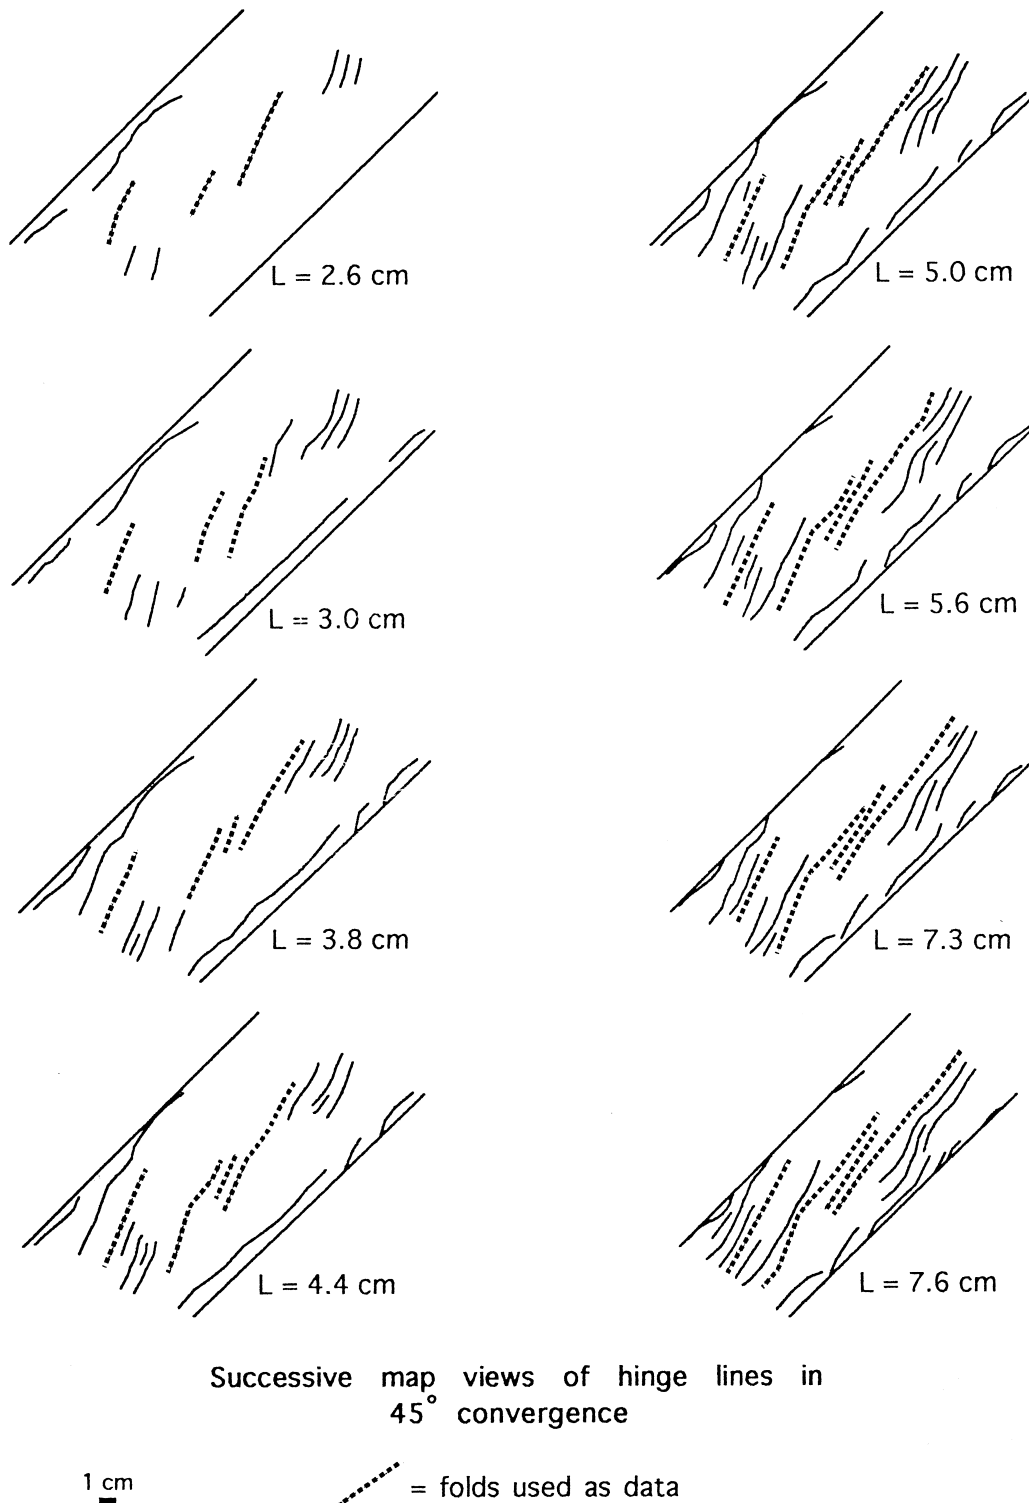 L = 2.6 cm
L = 5.0 cm
L = 3.0 cm
L = 5.6 cm
L = 3.8 cm
L = 7.3 cm
L = 4.4 cm
L = 7.6 cm
Successive map views of hinge lines in
45° convergence
1 cm
= folds used as data